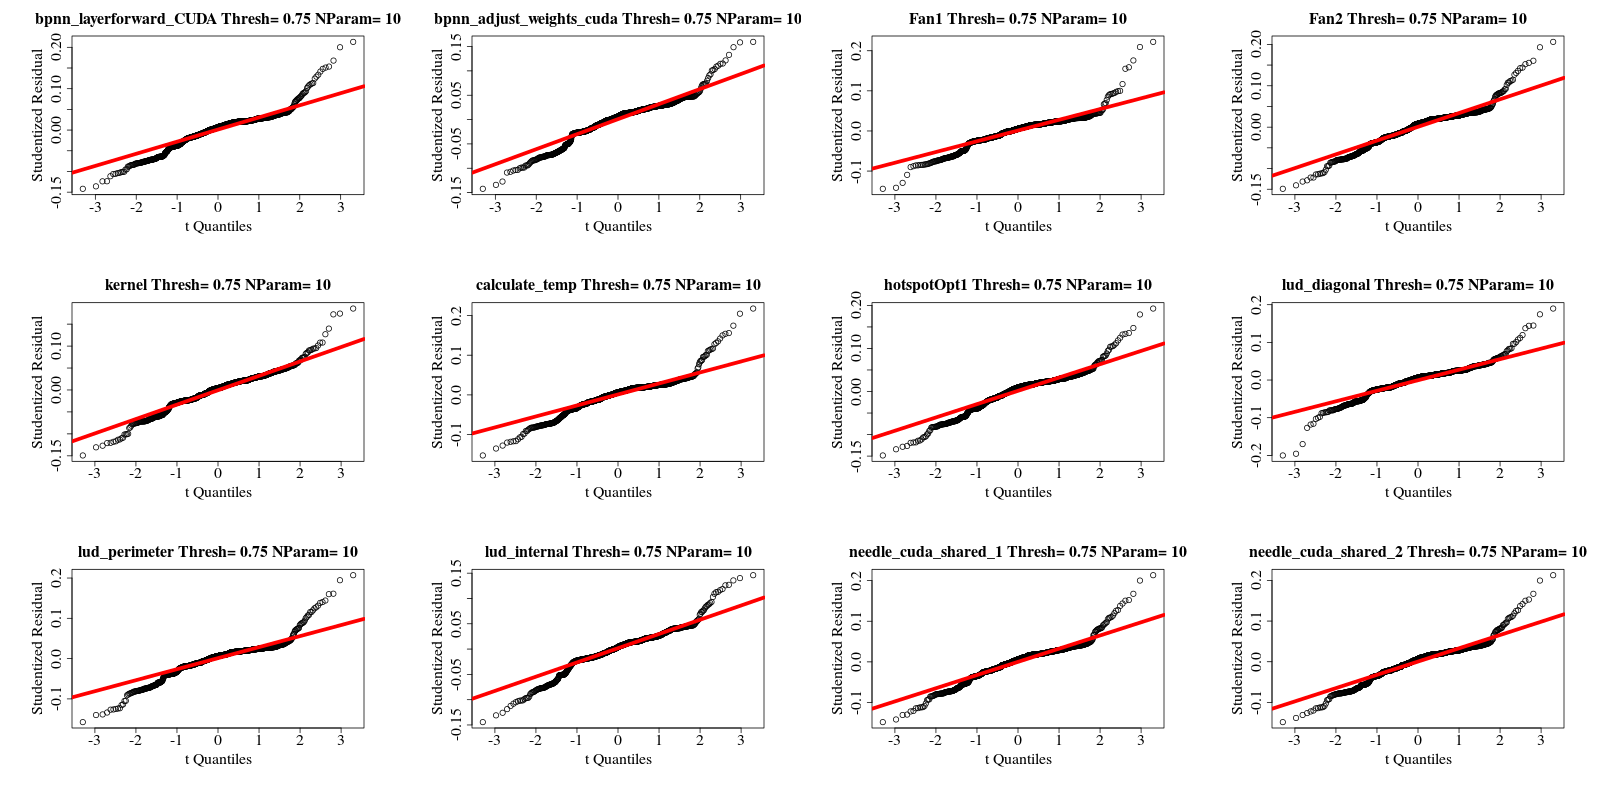 bpnn_layerforward_CUDA Thresh= 0.75 NParam= 10
Studentized Residual
-0.15 0.00 0.10 0.20
-3 -2 -1 0 1 2 3
t Quantiles
bpnn_adjust_weights_cuda Thresh= 0.75 NParam= 10
Studentized Residual
-0.15 -0.05 0.05 0.15
-3 -2 -1 0 1 2 3
t Quantiles
Fan1 Thresh= 0.75 NParam= 10
Studentized Residual
-0.1 0.0 0.1 0.2
-3 -2 -1 0 1 2 3
t Quantiles
Fan2 Thresh= 0.75 NParam= 10
Studentized Residual
-0.15 0.00 0.10 0.20
-3 -2 -1 0 1 2 3
t Quantiles
kernel Thresh= 0.75 NParam= 10
Studentized Residual
-0.15 0.00 0.10
-3 -2 -1 0 1 2 3
t Quantiles
calculate_temp Thresh= 0.75 NParam= 10
Studentized Residual
-0.1 0.0 0.1 0.2
-3 -2 -1 0 1 2 3
t Quantiles
hotspotOpt1 Thresh= 0.75 NParam= 10
Studentized Residual
-0.15 0.00 0.10 0.20
-3 -2 -1 0 1 2 3
t Quantiles
lud_diagonal Thresh= 0.75 NParam= 10
Studentized Residual
-0.2 -0.1 0.0 0.1 0.2
-3 -2 -1 0 1 2 3
t Quantiles
lud_perimeter Thresh= 0.75 NParam= 10
Studentized Residual
-0.1 0.0 0.1 0.2
-3 -2 -1 0 1 2 3
t Quantiles
lud_internal Thresh= 0.75 NParam= 10
Studentized Residual
-0.15 -0.05 0.05 0.15
-3 -2 -1 0 1 2 3
t Quantiles
needle_cuda_shared_1 Thresh= 0.75 NParam= 10
Studentized Residual
-0.1 0.0 0.1 0.2
-3 -2 -1 0 1 2 3
t Quantiles
needle_cuda_shared_2 Thresh= 0.75 NParam= 10
Studentized Residual
-0.1 0.0 0.1 0.2
-3 -2 -1 0 1 2 3
t Quantiles